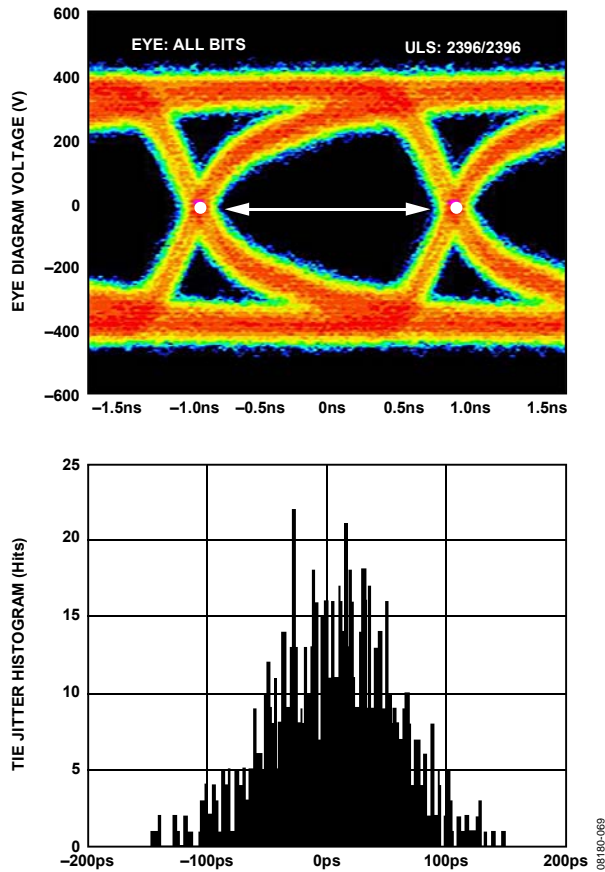 EYE DIAGRAM VOLTAGE (V)
600
400
200
0
–200
–400
–600
EYE: ALL BITS
ULS: 2396/2396
–1.5ns –1.0ns –0.5ns 0ns 0.5ns 1.0ns 1.5ns
TIE JITTER HISTOGRAM (Hits)
25
20
15
10
5
0
–200ps –100ps 0ps 100ps 200ps
08180-069